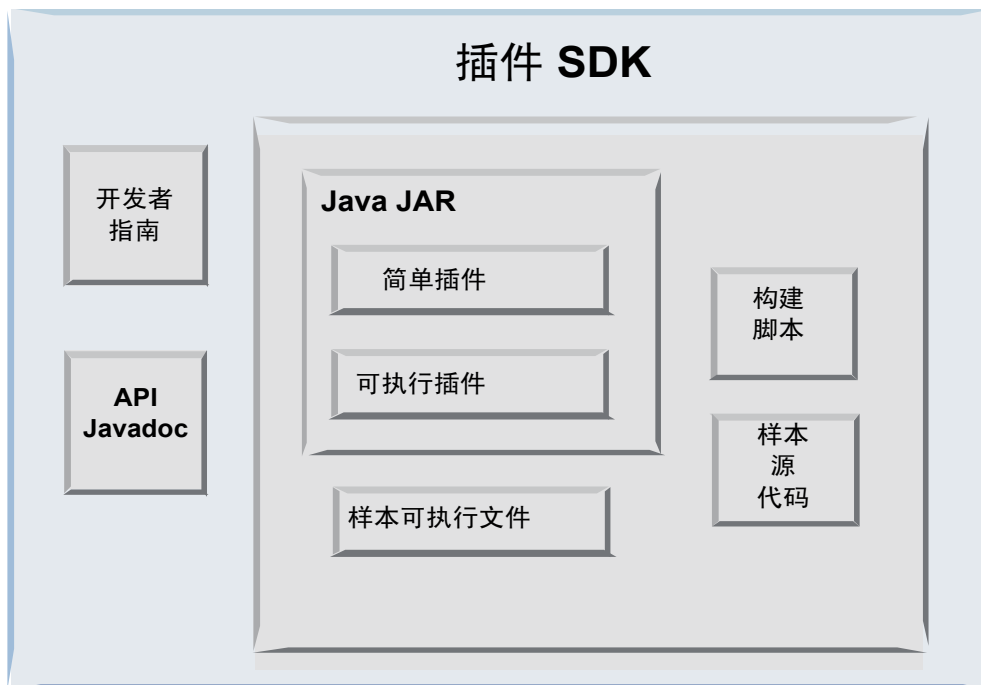 插件 SDK
开发者
指南
API
Javadoc
Java JAR
简单插件
可执行插件
样本可执行文件
构建
脚本
样本
源
代码